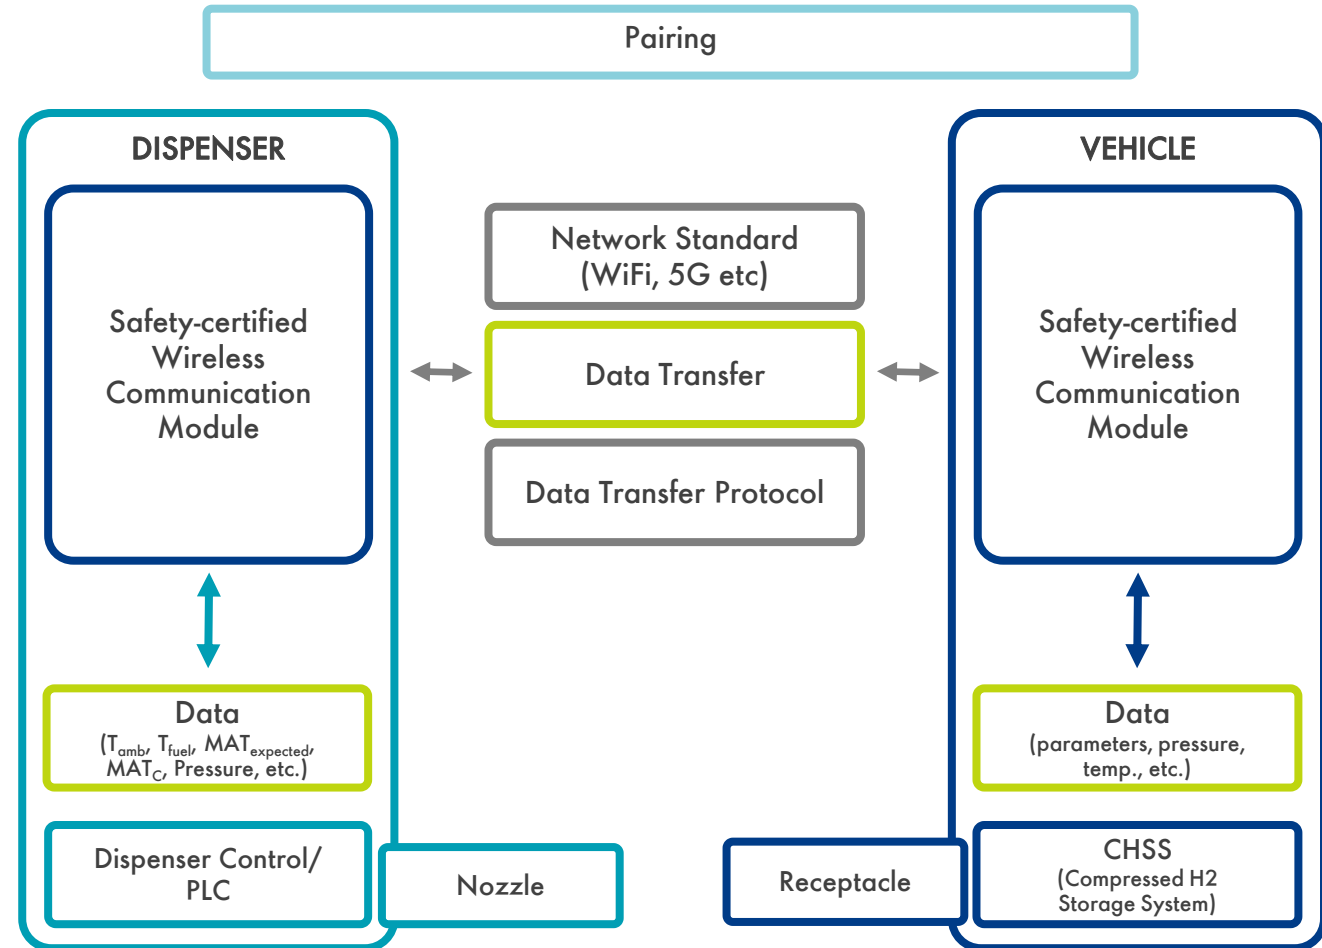 Pairing
DISPENSER
Safety-certified
Wireless
Communication
Module
Data
(Tamb, Tfuel, MATexpected,
MATC, Pressure, etc.)
Dispenser Control/
PLC
Nozzle
Network Standard
(WiFi, 5G etc)
Data Transfer
Data Transfer Protocol
VEHICLE
Safety-certified
Wireless
Communication
Module
Data
(parameters, pressure,
temp., etc.)
Receptacle
CHSS
(Compressed H2
Storage System)